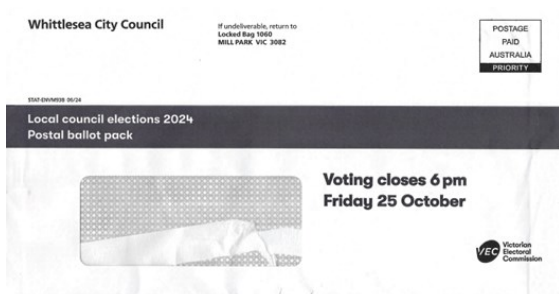 Whittlesea City Council
If undeliverable, return to
Locked Bag 1060
MILL PARK VIC 3082
POSTAGE
PAID
AUSTRALIA
PRIORITY
STAT-ENVM93B 06/24
Local council elections 2024
Postal ballot pack
Voting closes 6 pm
Friday 25 October
VEC
Victorian
Electoral
Commission